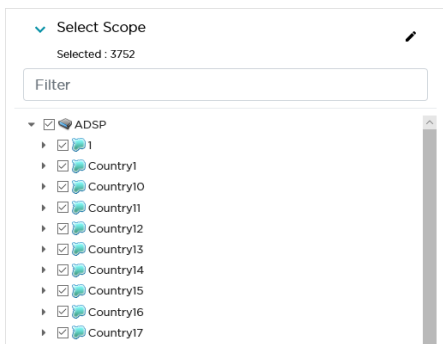 Select Scope
Selected : 3752
Filter
ADSP
1
Country1
Country10
Country11
Country12
Country13
Country14
Country15
Country16
Country17